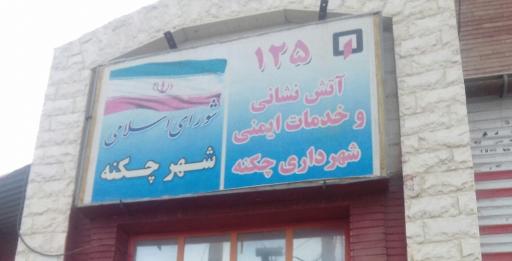 ۱۲۵
آتش نشانی
و خدمات ایمنی
شهرداری چکنه
شورای اسلامی
شهر چکنه